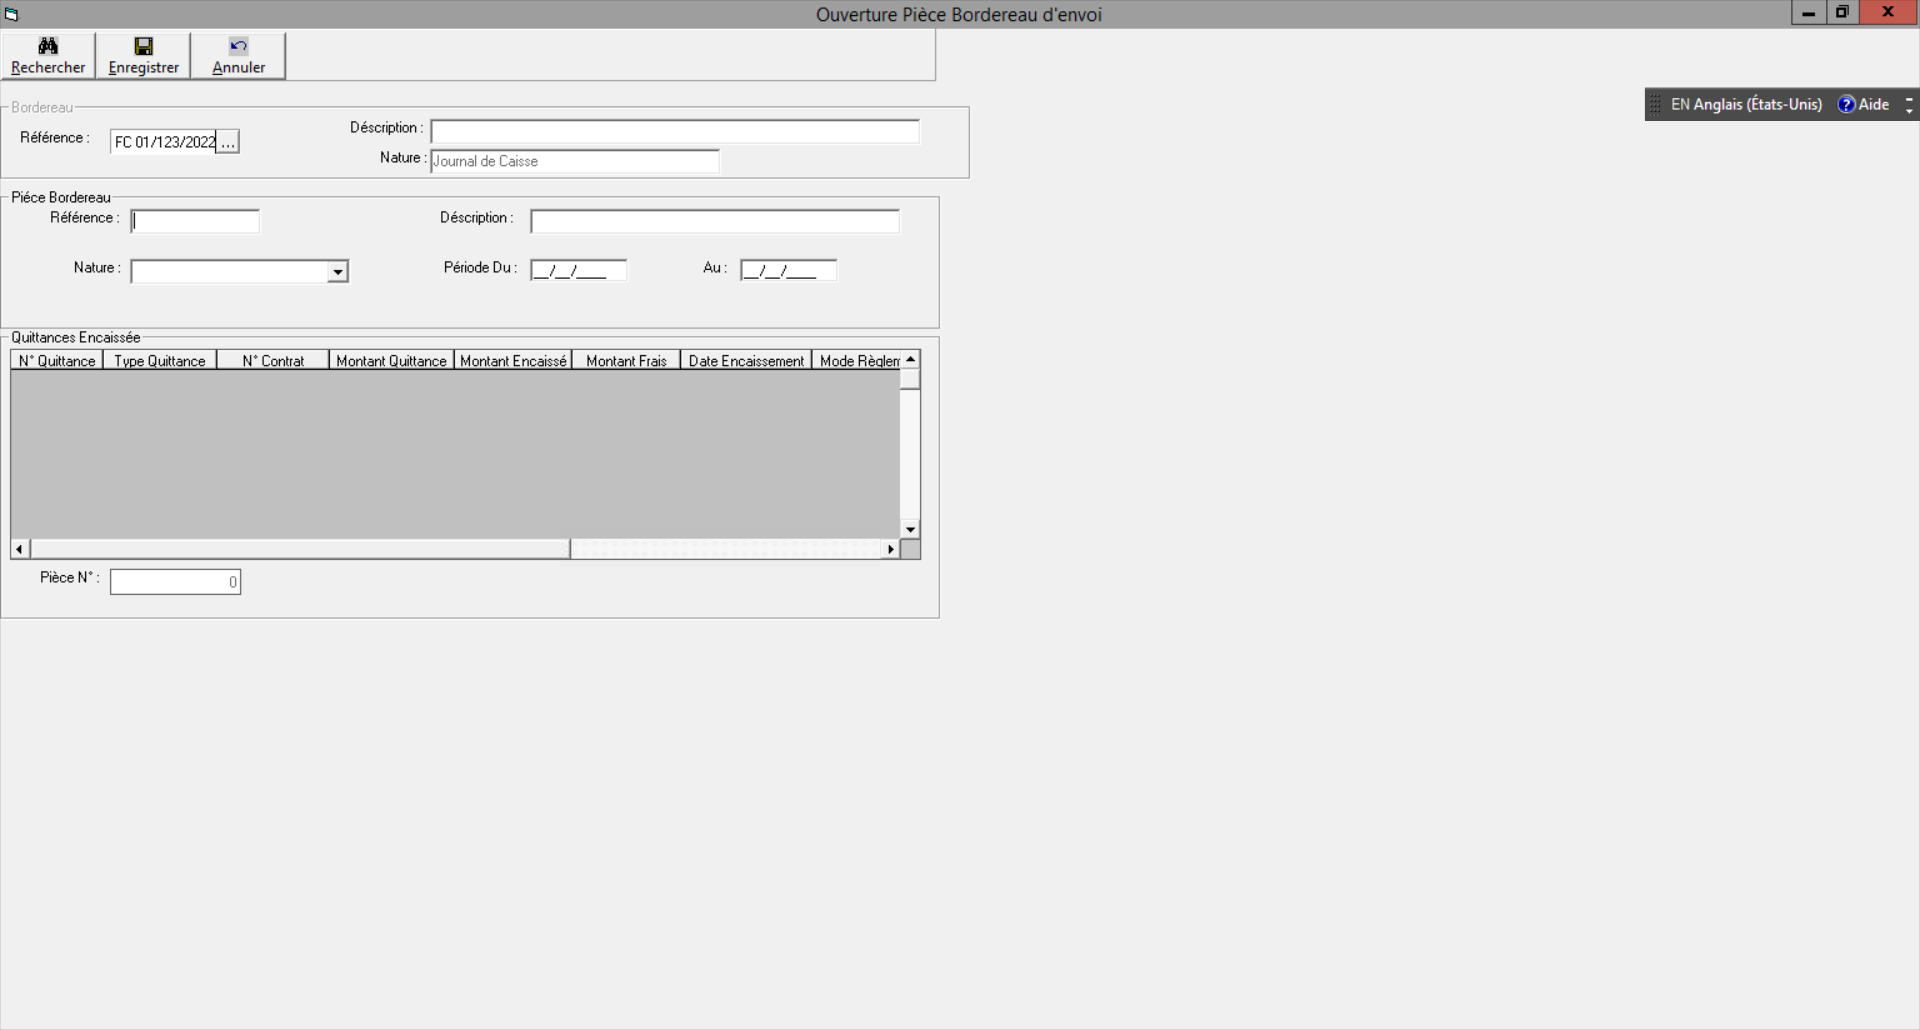 Ouverture Pièce Bordereau d'envoi
Rechercher Enregistrer Annuler
EN Anglais (États-Unis) ? Aide
Bordereau
Référence : FC 01/123/2022 ... Déscription :
Nature : Journal de Caisse
Piéce Bordereau
Référence : Déscription :
Nature : Période Du : __/__/____ Au : __/__/____
Quittances Encaissée
N° Quittance Type Quittance N° Contrat Montant Quittance Montant Encaissé Montant Frais Date Encaissement Mode Règlem
Pièce N° : 0